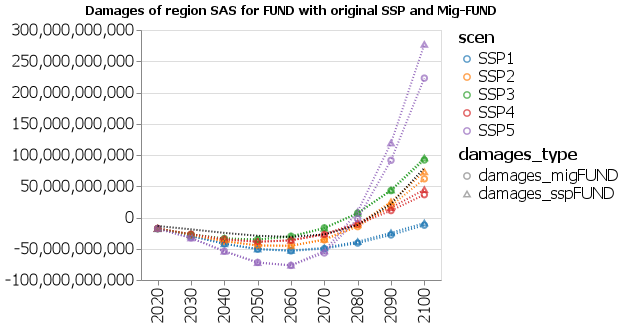 Damages of region SAS for FUND with original SSP and Mig-FUND
300,000,000,000
250,000,000,000
200,000,000,000
150,000,000,000
100,000,000,000
50,000,000,000
0
-50,000,000,000
-100,000,000,000
2020
2030
2040
2050
2060
2070
2080
2090
2100
scen
SSP1
SSP2
SSP3
SSP4
SSP5
damages_type
damages_migFUND
damages_sspFUND